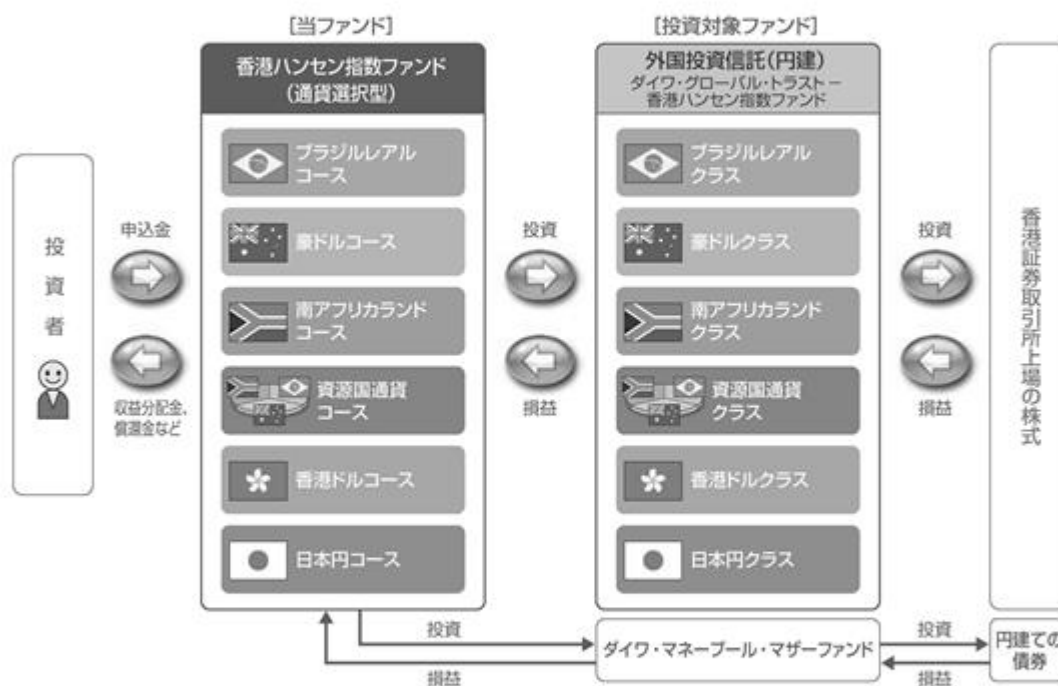 [当ファンド]
[投資対象ファンド]
香港ハンセン指数ファンド
(通貨選択型)
外国投資信託(円建)
ダイワ・グローバル・トラスト－
香港ハンセン指数ファンド
投資者
申込金
収益分配金、
償還金など
ブラジルレアル
コース
豪ドルコース
南アフリカランド
コース
資源国通貨
コース
香港ドルコース
日本円コース
投資
損益
ブラジルレアル
クラス
豪ドルクラス
南アフリカランド
クラス
資源国通貨
クラス
香港ドルクラス
日本円クラス
投資
損益
香港証券取引所上場の株式
投資
損益
ダイワ・マネープール・マザーファンド
投資
損益
円建ての
債券